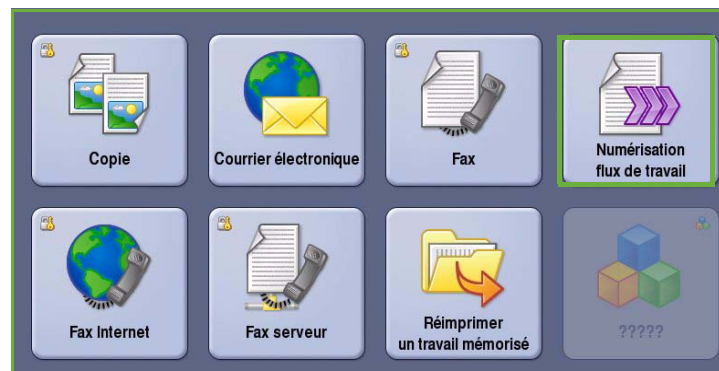 Copie
Courrier électronique
Fax
Numérisation
flux de travail
Fax Internet
Fax serveur
Réimprimer
un travail mémorisé
?????